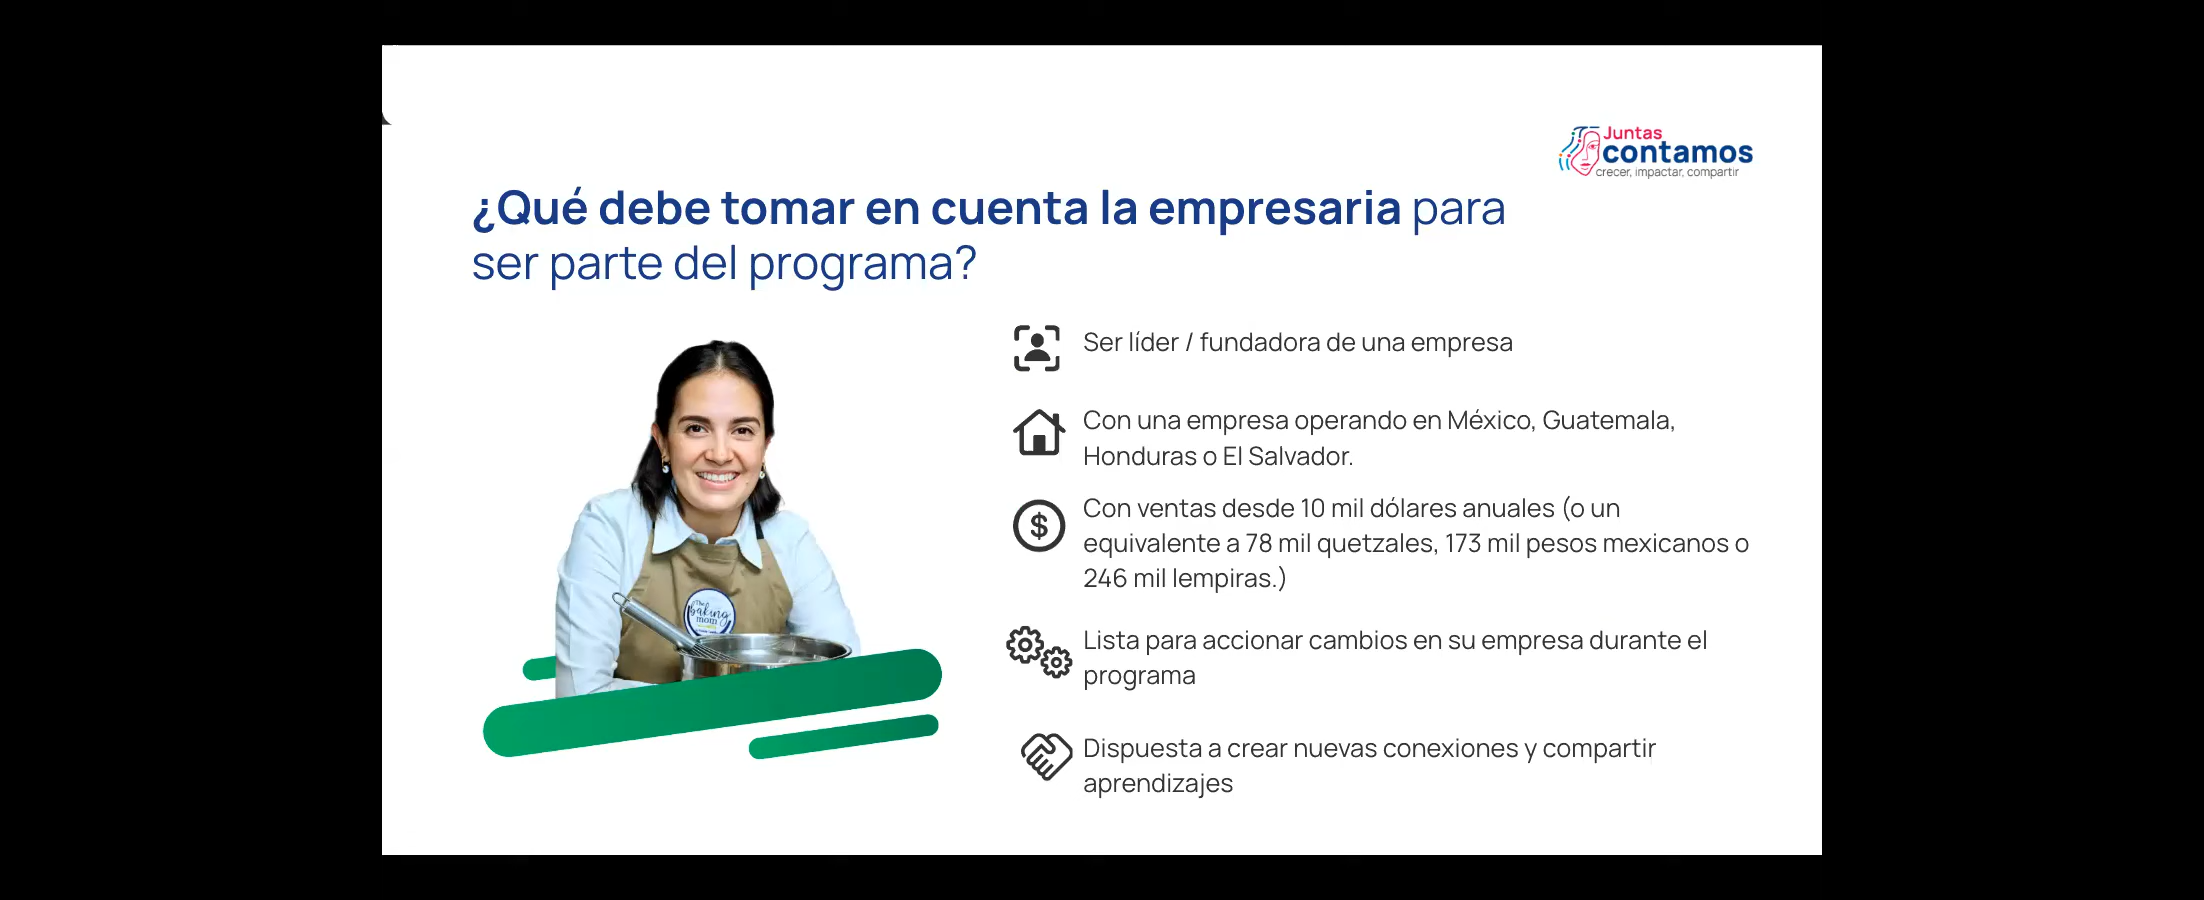 Juntas
contamos
crecer, impactar, compartir
¿Qué debe tomar en cuenta la empresaria para
ser parte del programa?
Ser líder / fundadora de una empresa
Con una empresa operando en México, Guatemala,
Honduras o El Salvador.
$
Con ventas desde 10 mil dólares anuales (o un
equivalente a 78 mil quetzales, 173 mil pesos mexicanos o
246 mil lempiras.)
The
baking
mom
Lista para accionar cambios en su empresa durante el
programa
Dispuesta a crear nuevas conexiones y compartir
aprendizajes